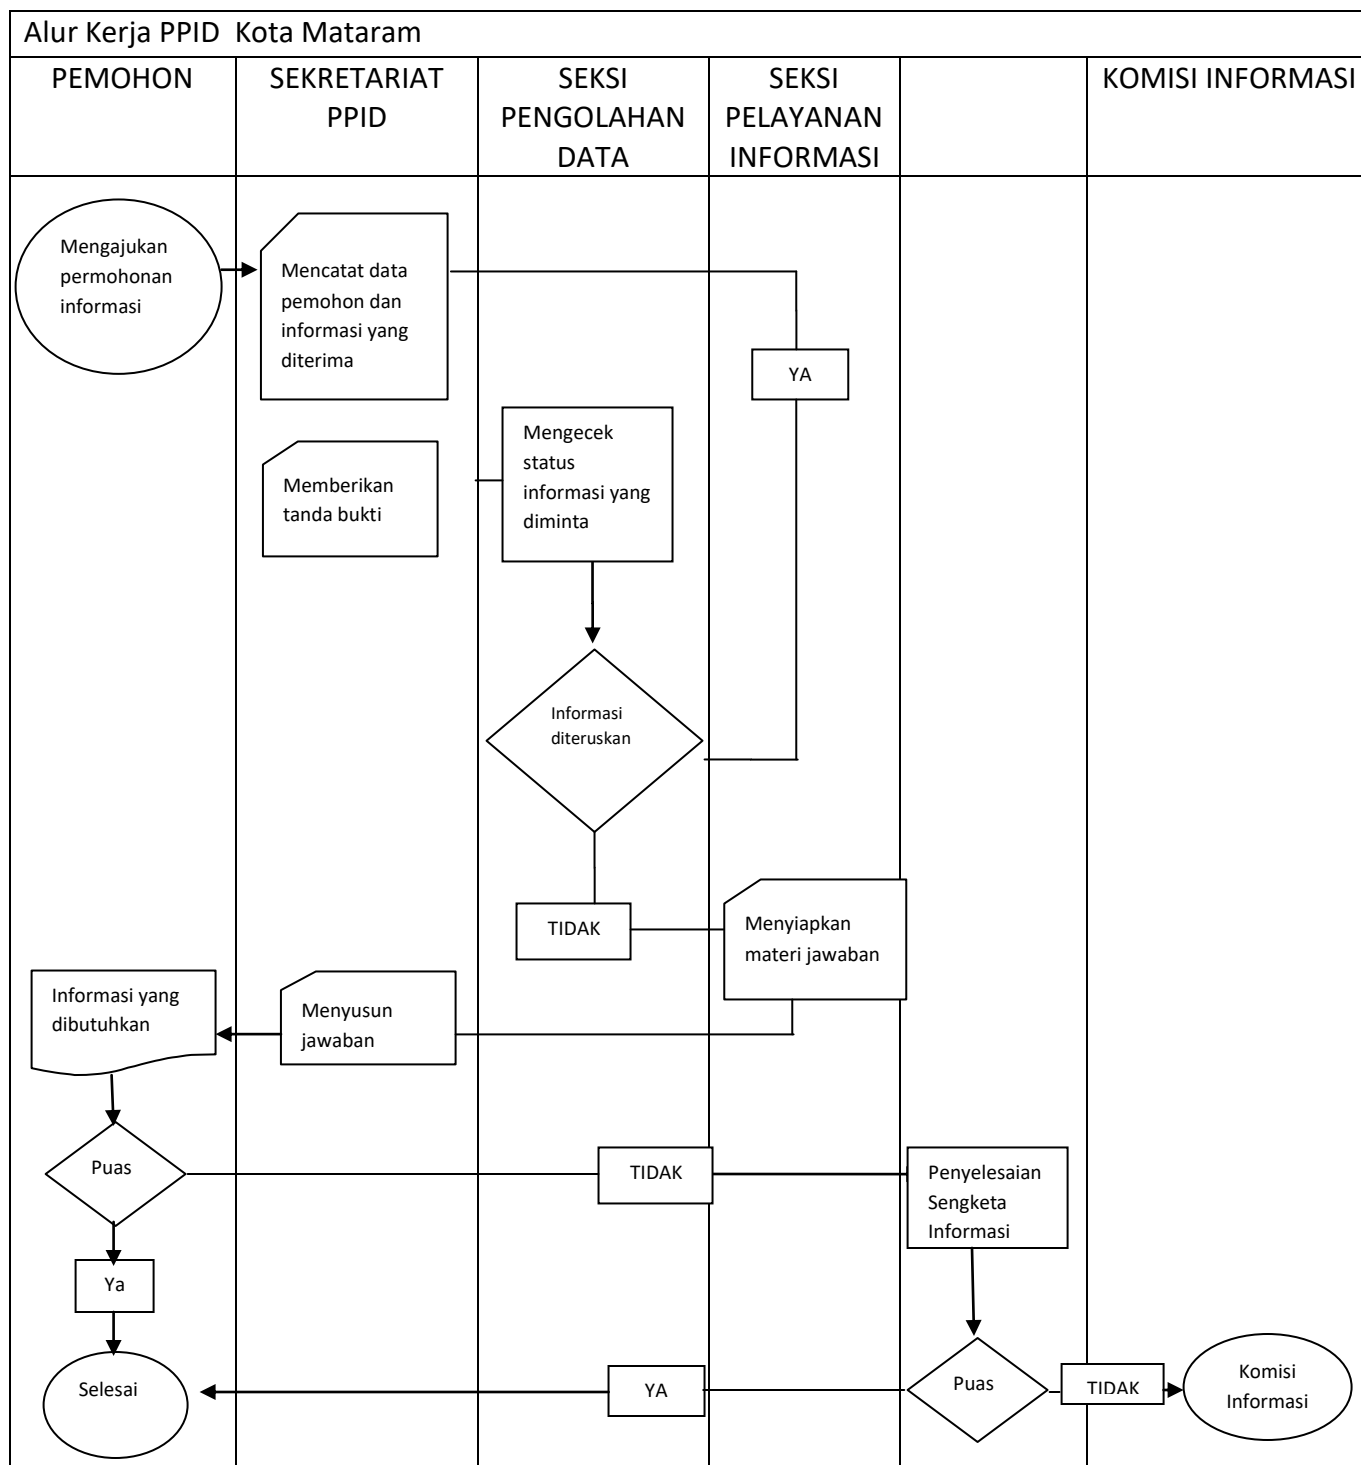 Alur Kerja PPID  Kota Mataram
PEMOHON
SEKRETARIAT
PPID
SEKSI
PENGOLAHAN
DATA
SEKSI
PELAYANAN
INFORMASI
KOMISI INFORMASI
Mengajukan
permohonan
informasi
Mencatat data
pemohon dan
informasi yang
diterima
YA
Mengecek
status
informasi yang
diminta
Memberikan
tanda bukti
Informasi
diteruskan
TIDAK
Menyiapkan
materi jawaban
Informasi yang
dibutuhkan
Menyusun
jawaban
Puas
TIDAK
Penyelesaian
Sengketa
Informasi
Ya
Selesai
YA
Puas
TIDAK
Komisi
Informasi